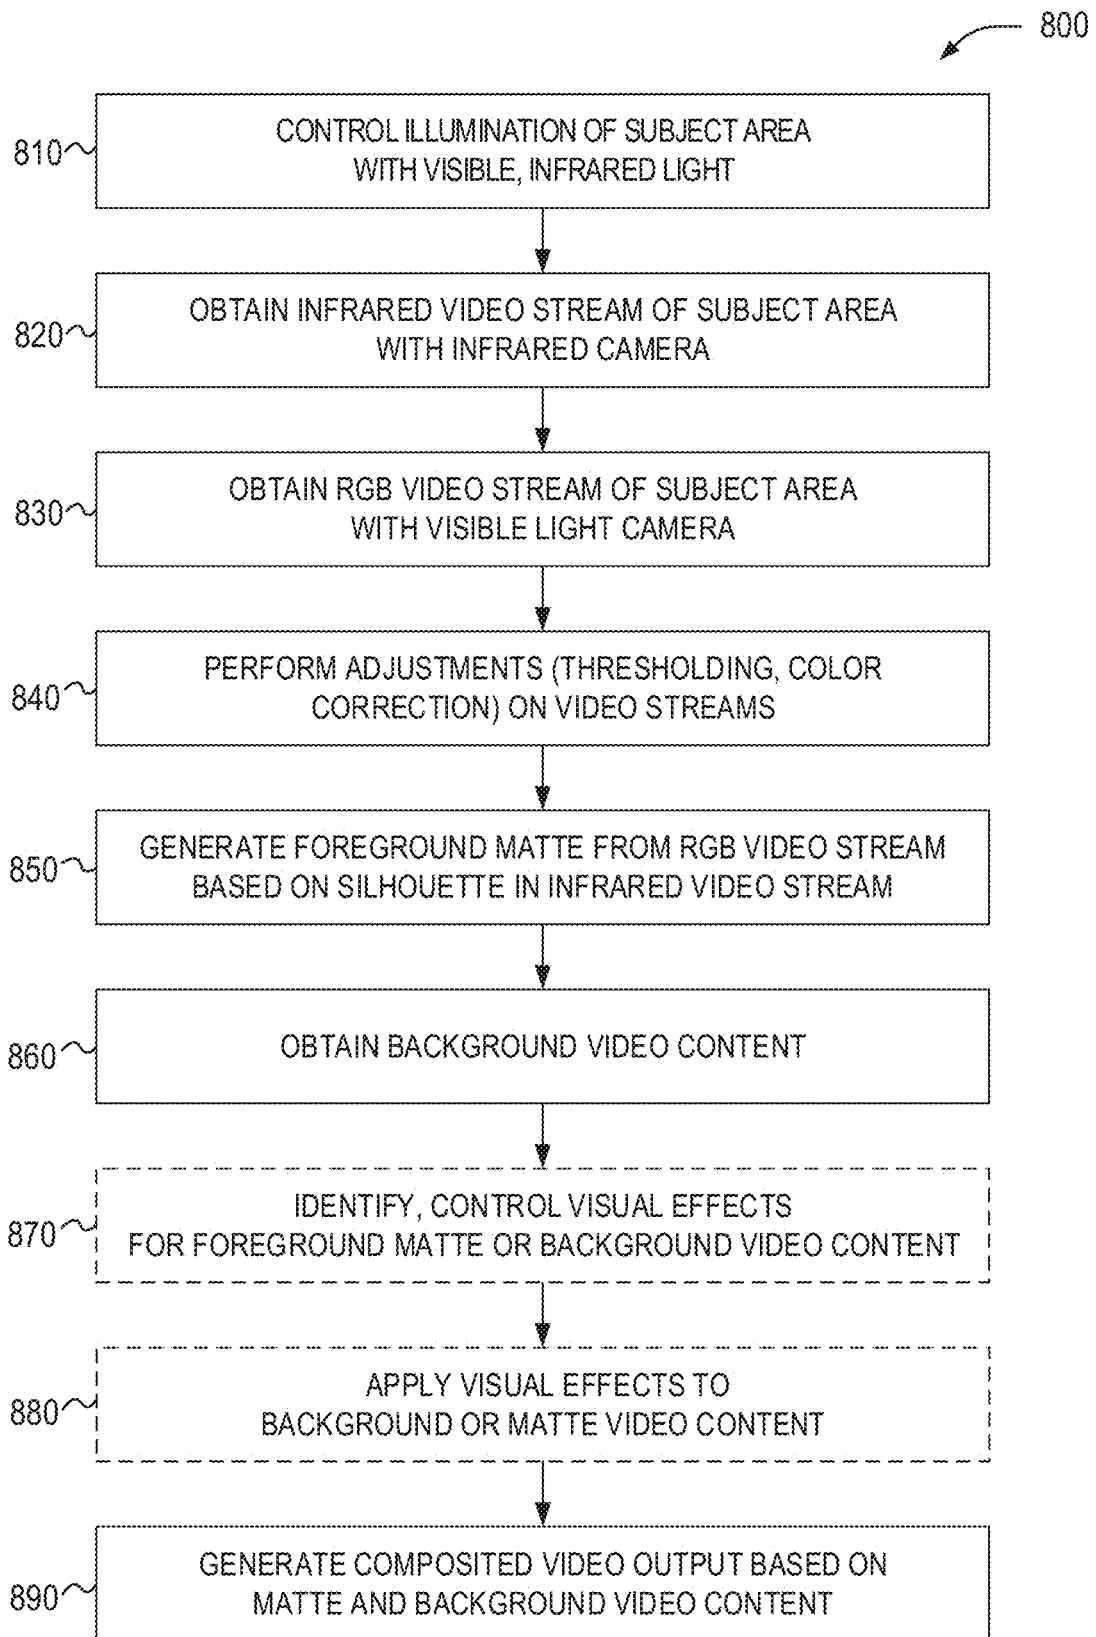 800
810
CONTROL ILLUMINATION OF SUBJECT AREA
WITH VISIBLE, INFRARED LIGHT
820
OBTAIN INFRARED VIDEO STREAM OF SUBJECT AREA
WITH INFRARED CAMERA
830
OBTAIN RGB VIDEO STREAM OF SUBJECT AREA
WITH VISIBLE LIGHT CAMERA
840
PERFORM ADJUSTMENTS (THRESHOLDING, COLOR
CORRECTION) ON VIDEO STREAMS
850
GENERATE FOREGROUND MATTE FROM RGB VIDEO STREAM
BASED ON SILHOUETTE IN INFRARED VIDEO STREAM
860
OBTAIN BACKGROUND VIDEO CONTENT
870
IDENTIFY, CONTROL VISUAL EFFECTS
FOR FOREGROUND MATTE OR BACKGROUND VIDEO CONTENT
880
APPLY VISUAL EFFECTS TO
BACKGROUND OR MATTE VIDEO CONTENT
890
GENERATE COMPOSITED VIDEO OUTPUT BASED ON
MATTE AND BACKGROUND VIDEO CONTENT